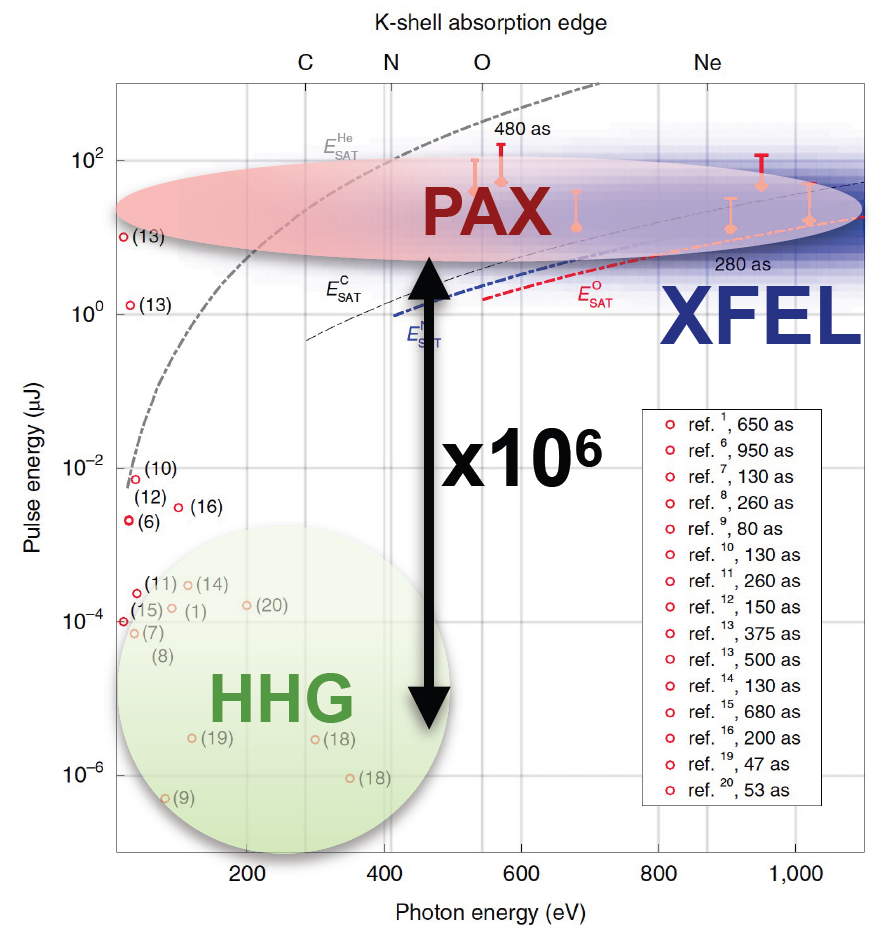 K-shell absorption edge
C N O Ne
480 as
E He SAT
10²
PAX
(13)
280 as
E C SAT
E O SAT
(13)
10⁰
XFEL
E SAT
Pulse energy (μJ)
x10⁶
(10)
10⁻²
(12)
(16)
(6)
(11) (14)
(15) (1) (20)
10⁻⁴
(7)
(8)
HHG
(19) (18)
10⁻⁶
(18)
(9)
ref. 1, 650 as
ref. 6, 950 as
ref. 7, 130 as
ref. 8, 260 as
ref. 9, 80 as
ref. 10, 130 as
ref. 11, 260 as
ref. 12, 150 as
ref. 13, 375 as
ref. 13, 500 as
ref. 14, 130 as
ref. 15, 680 as
ref. 16, 200 as
ref. 19, 47 as
ref. 20, 53 as
200 400 600 800 1,000
Photon energy (eV)